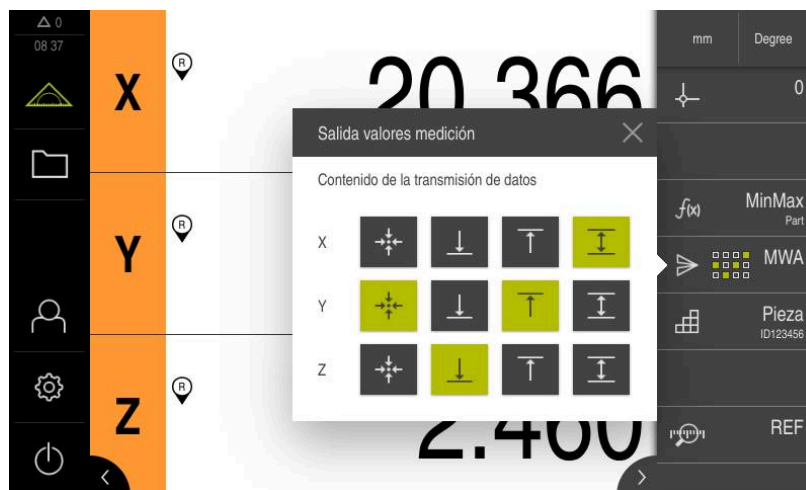 0
08 37
X
R
20.366
mm
Degree
0
Salida valores medición
Contenido de la transmisión de datos
X
Y
Z
Y
R
Z
R
2.460
f(x)
MinMax
Part
MWA
Pieza
ID123456
REF